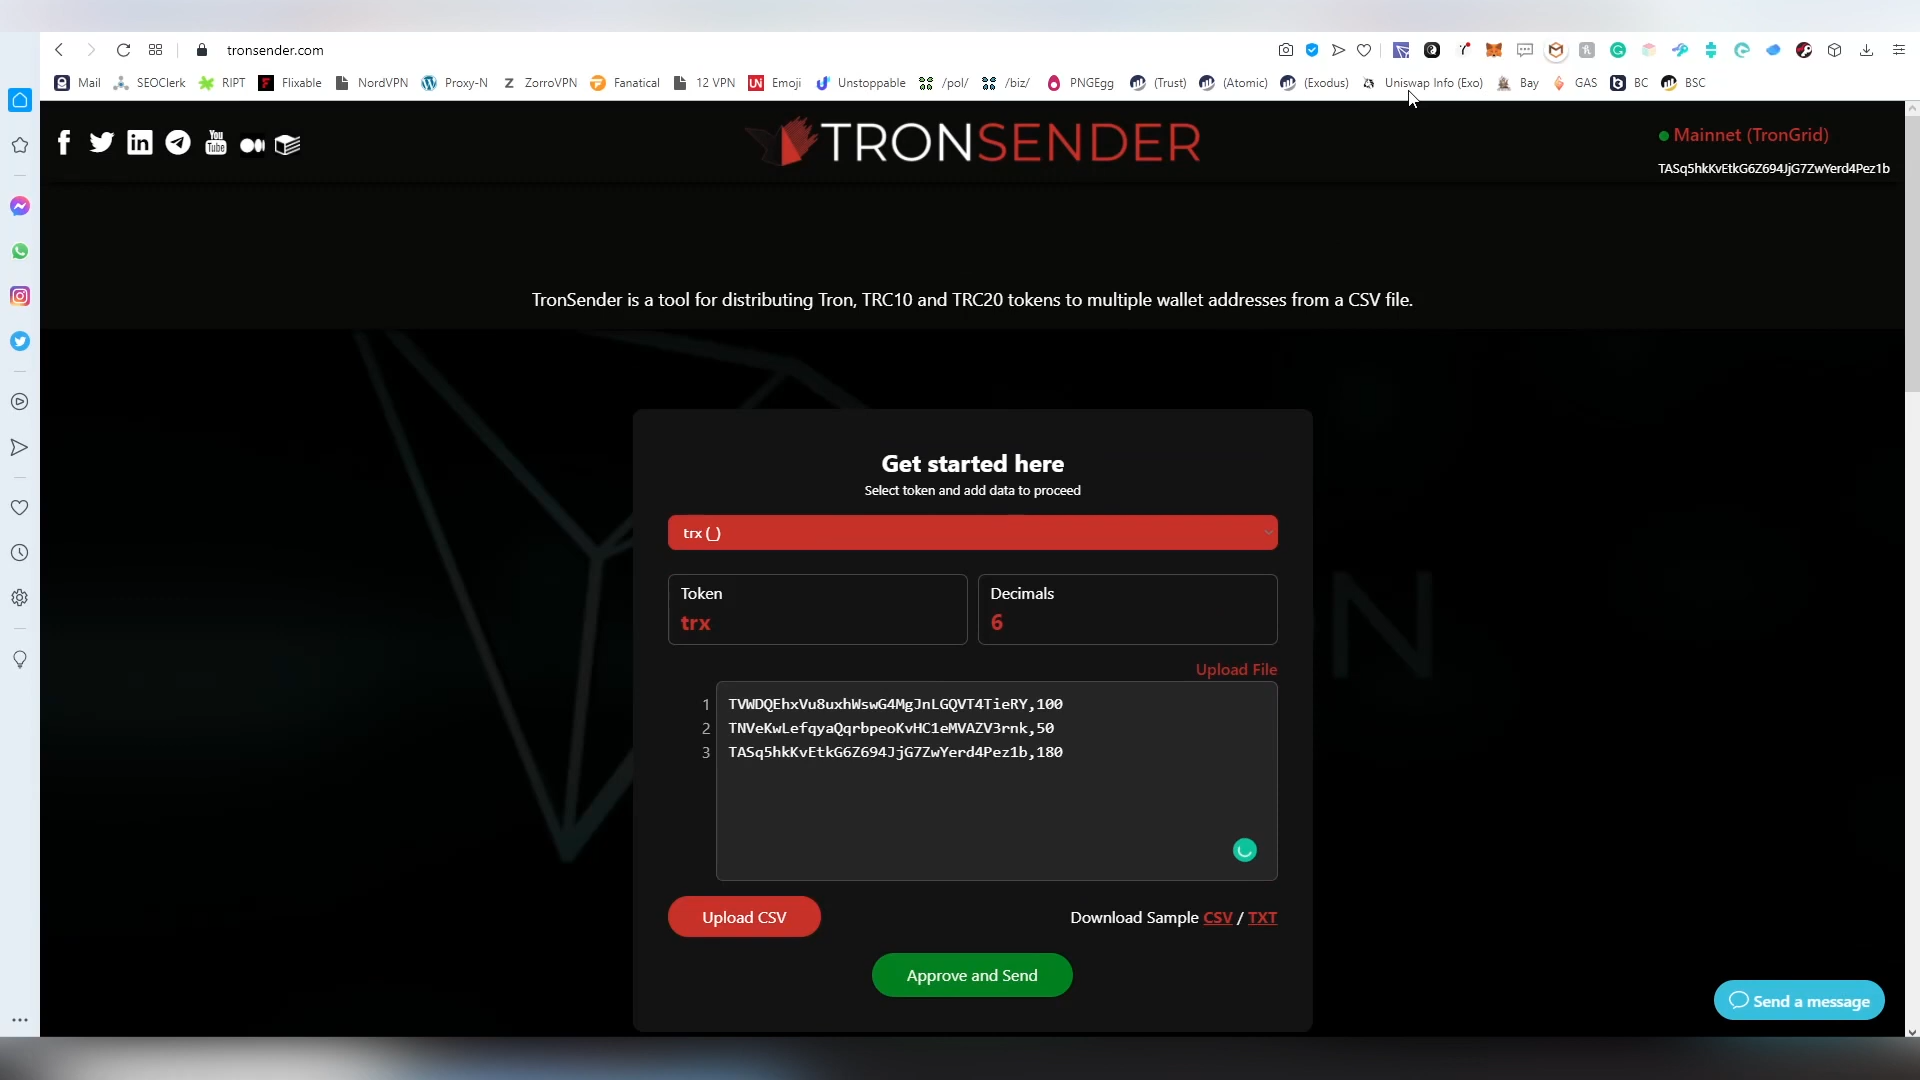 tronsender.com
Mail SEOClerk RIPT Flixable NordVPN Proxy-N ZorroVPN Fanatical 12 VPN Emoji Unstoppable /pol/ /biz/ PNGEgg (Trust) (Atomic) (Exodus) Uniswap Info (Exo) Bay GAS BC BSC
You Tube
TRONSENDER
Mainnet (TronGrid)
TASq5hkKvEtkG6Z694JjG7ZwYerd4Pez1b
TronSender is a tool for distributing Tron, TRC10 and TRC20 tokens to multiple wallet addresses from a CSV file.
Get started here
Select token and add data to proceed
trx (_)
Token Decimals
trx 6
Upload File
1 TVWDQEhxVu8uxhWswG4MgJnLGQVT4TieRY,100
2 TNVeKwLefqyaQqrbpeoKvHC1eMVAZV3rnk,50
3 TASq5hkKvEtkG6Z694JjG7ZwYerd4Pez1b,180
Upload CSV Download Sample CSV / TXT
Approve and Send
Send a message